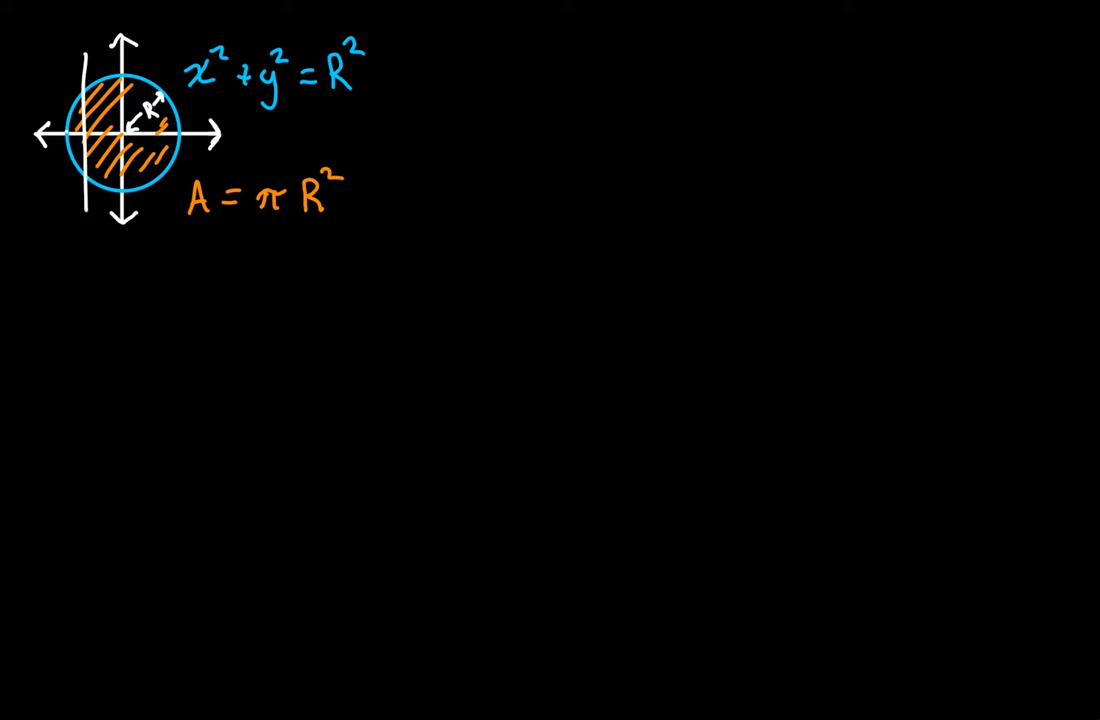 x² + y² = R²
R
A = π R²